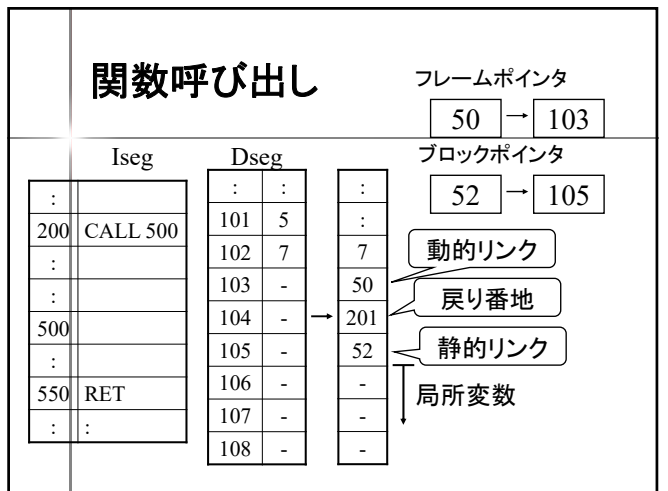 関数呼び出し
フレームポインタ
50 → 103
ブロックポインタ
52 → 105
Iseg
:
200 CALL 500
:
:
500
:
550 RET
: :
Dseg
: :
101 5
102 7
103 -
104 -
105 -
106 -
107 -
108 -
→
:
:
7
50
201
52
-
-
-
動的リンク
戻り番地
静的リンク
局所変数